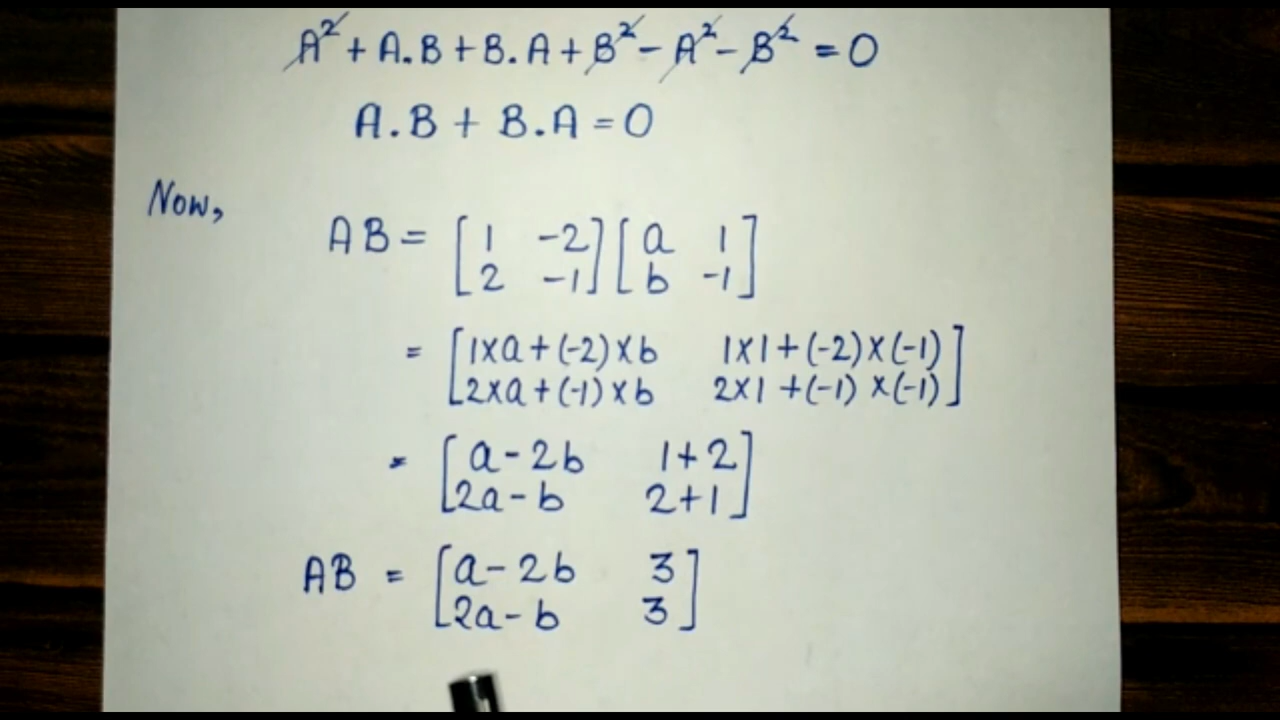 A² + A.B + B.A + B² - A² - B² = 0
A.B + B.A = 0
Now,
AB = [1 -2] [a 1]
[2 -1] [b -1]
= [1×a+(-2)×b 1×1+(-2)×(-1)]
[2×a+(-1)×b 2×1+(-1)×(-1)]
= [a-2b 1+2]
[2a-b 2+1]
AB = [a-2b 3]
[2a-b 3]